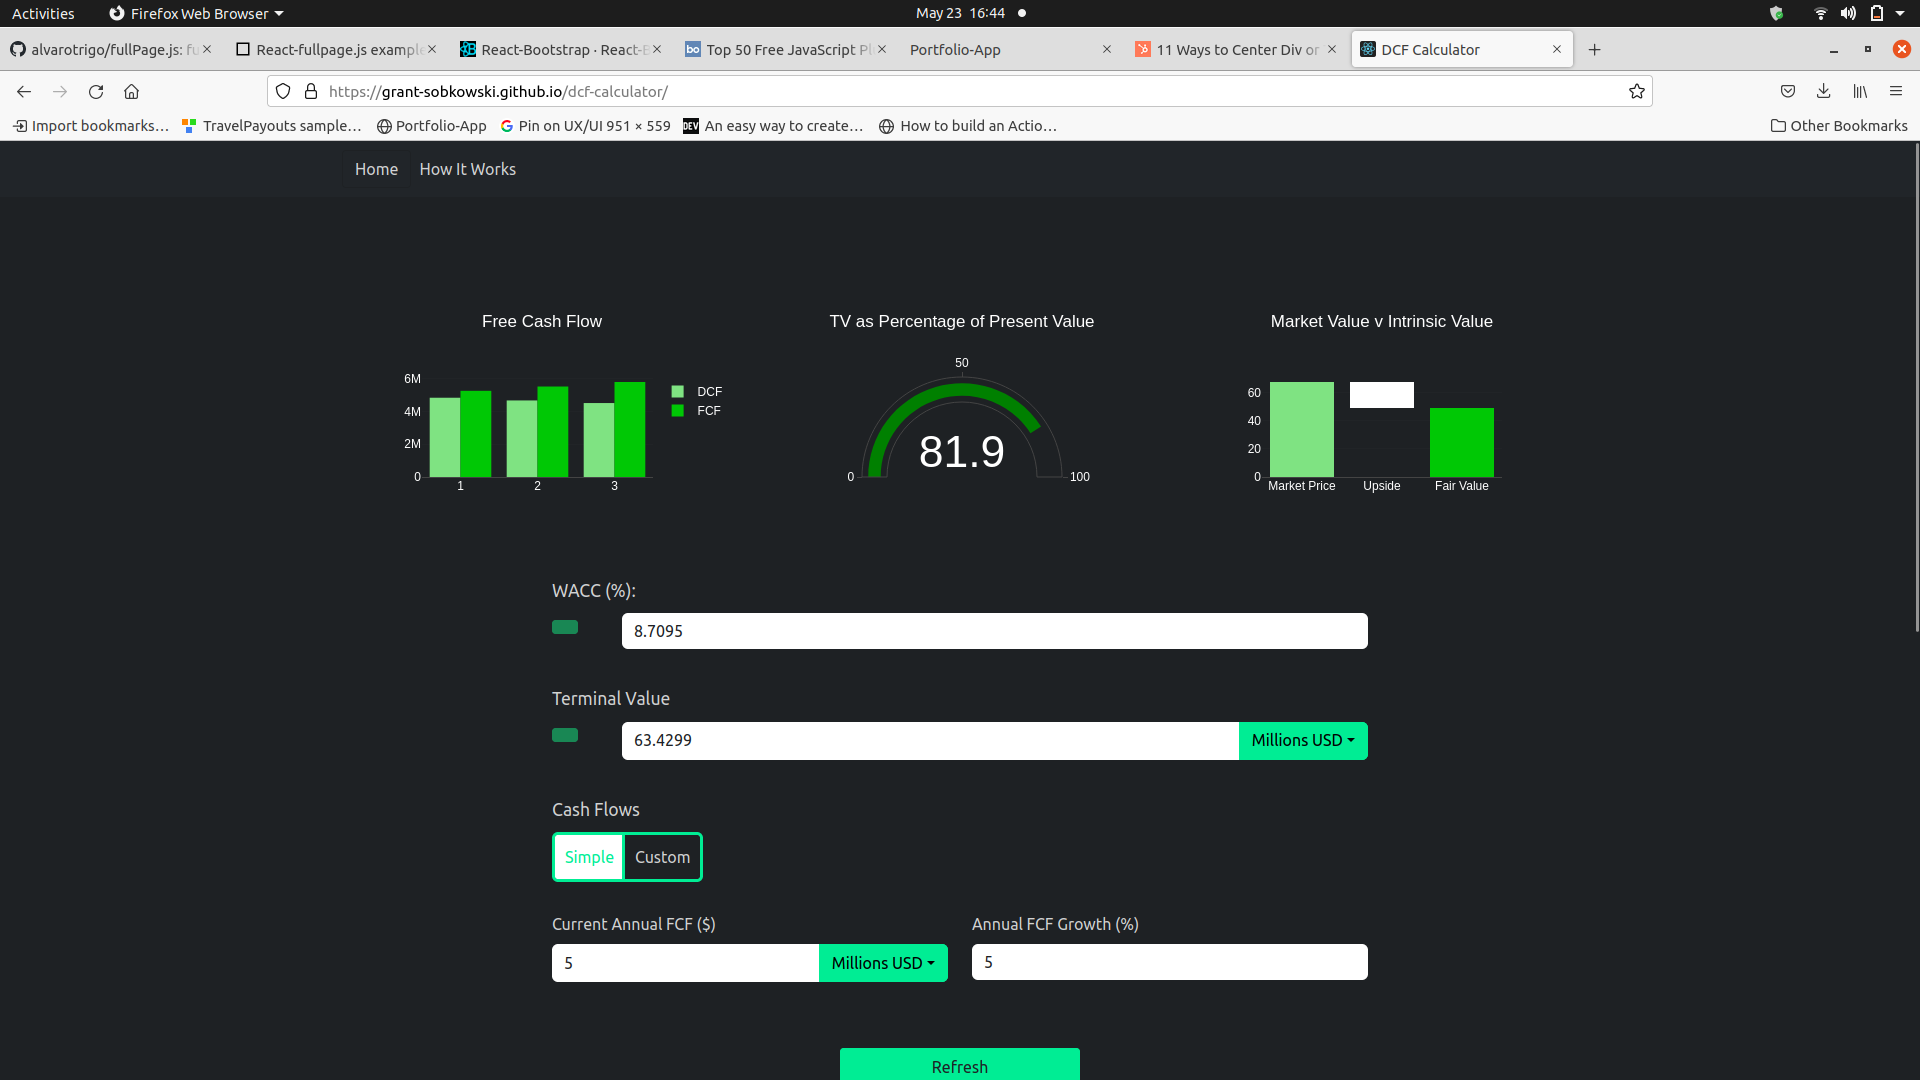 Activities Firefox Web Browser May 23 16:44
alvarotrigo/fullPage.js: fu React-fullpage.js example React-Bootstrap · React-B Top 50 Free JavaScript Pl Portfolio-App 11 Ways to Center Div or DCF Calculator
https://grant-sobkowski.github.io/dcf-calculator/
Import bookmarks... TravelPayouts sample... Portfolio-App Pin on UX/UI 951 × 559 DEV An easy way to create... How to build an Actio... Other Bookmarks
Home How It Works
Free Cash Flow TV as Percentage of Present Value Market Value v Intrinsic Value
50
6M DCF
60
4M FCF
40
2M 81.9
20
0 0 100 0
1 2 3 Market Price Upside Fair Value
WACC (%):
8.7095
Terminal Value
63.4299 Millions USD
Cash Flows
Simple Custom
Current Annual FCF ($) Annual FCF Growth (%)
5 Millions USD 5
Refresh